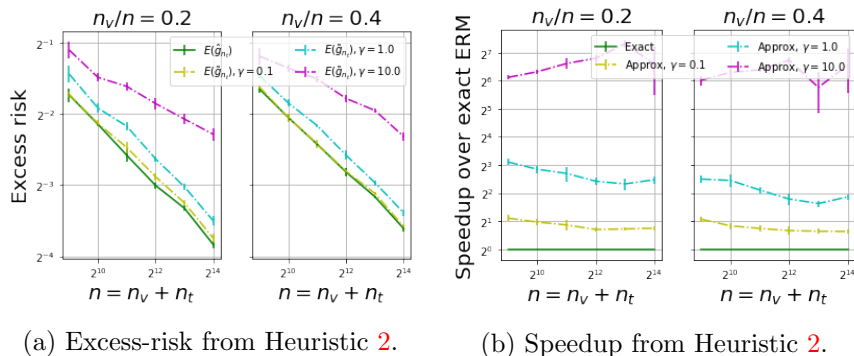 n_v/n = 0.2
n_v/n = 0.4
E(ĝ_{n_t})
E(g̃_{n_t}), γ = 0.1
E(g̃_{n_t}), γ = 1.0
E(g̃_{n_t}), γ = 10.0
Excess risk
2^{-1}
2^{-2}
2^{-3}
2^{-4}
2^{10}
2^{12}
2^{14}
2^{10}
2^{12}
2^{14}
n = n_v + n_t
n = n_v + n_t
(a) Excess-risk from Heuristic 2.
n_v/n = 0.2
n_v/n = 0.4
Exact
Approx, γ = 0.1
Approx, γ = 1.0
Approx, γ = 10.0
Speedup over exact ERM
2^7
2^6
2^5
2^4
2^3
2^2
2^1
2^0
2^{10}
2^{12}
2^{14}
2^{10}
2^{12}
2^{14}
n = n_v + n_t
n = n_v + n_t
(b) Speedup from Heuristic 2.